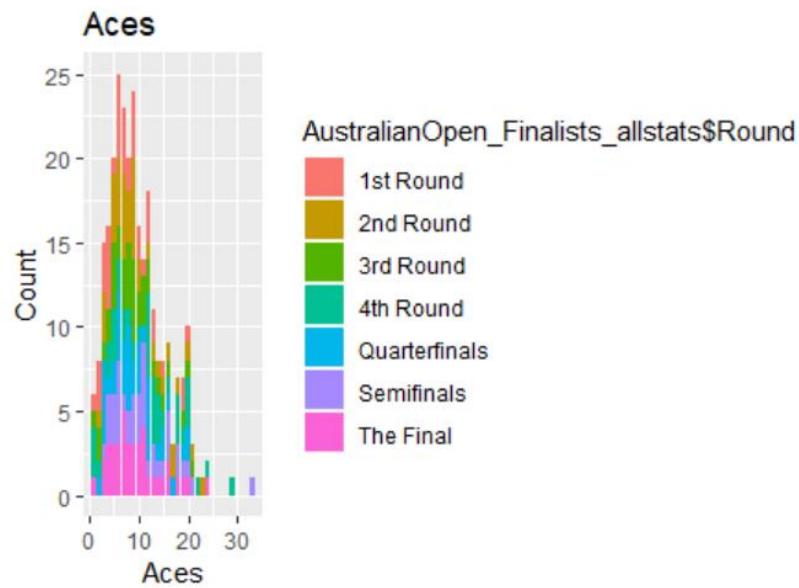 Aces
25
20
15
10
5
0
Count
0 10 20 30
Aces
AustralianOpen_Finalists_allstats$Round
1st Round
2nd Round
3rd Round
4th Round
Quarterfinals
Semifinals
The Final